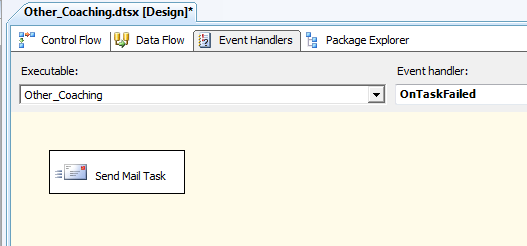 Other_Coaching.dtsx [Design]*
Control Flow Data Flow Event Handlers Package Explorer
Executable: Event handler:
Other_Coaching OnTaskFailed
Send Mail Task